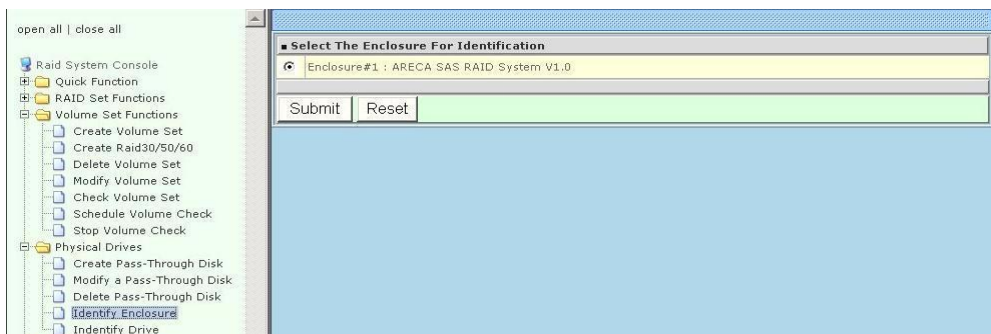 open all | close all
Raid System Console
Quick Function
RAID Set Functions
Volume Set Functions
Create Volume Set
Create Raid30/50/60
Delete Volume Set
Modify Volume Set
Check Volume Set
Schedule Volume Check
Stop Volume Check
Physical Drives
Create Pass-Through Disk
Modify a Pass-Through Disk
Delete Pass-Through Disk
Identify Enclosure
Indentify Drive
Select The Enclosure For Identification
Enclosure#1 : ARECA SAS RAID System V1.0
Submit Reset